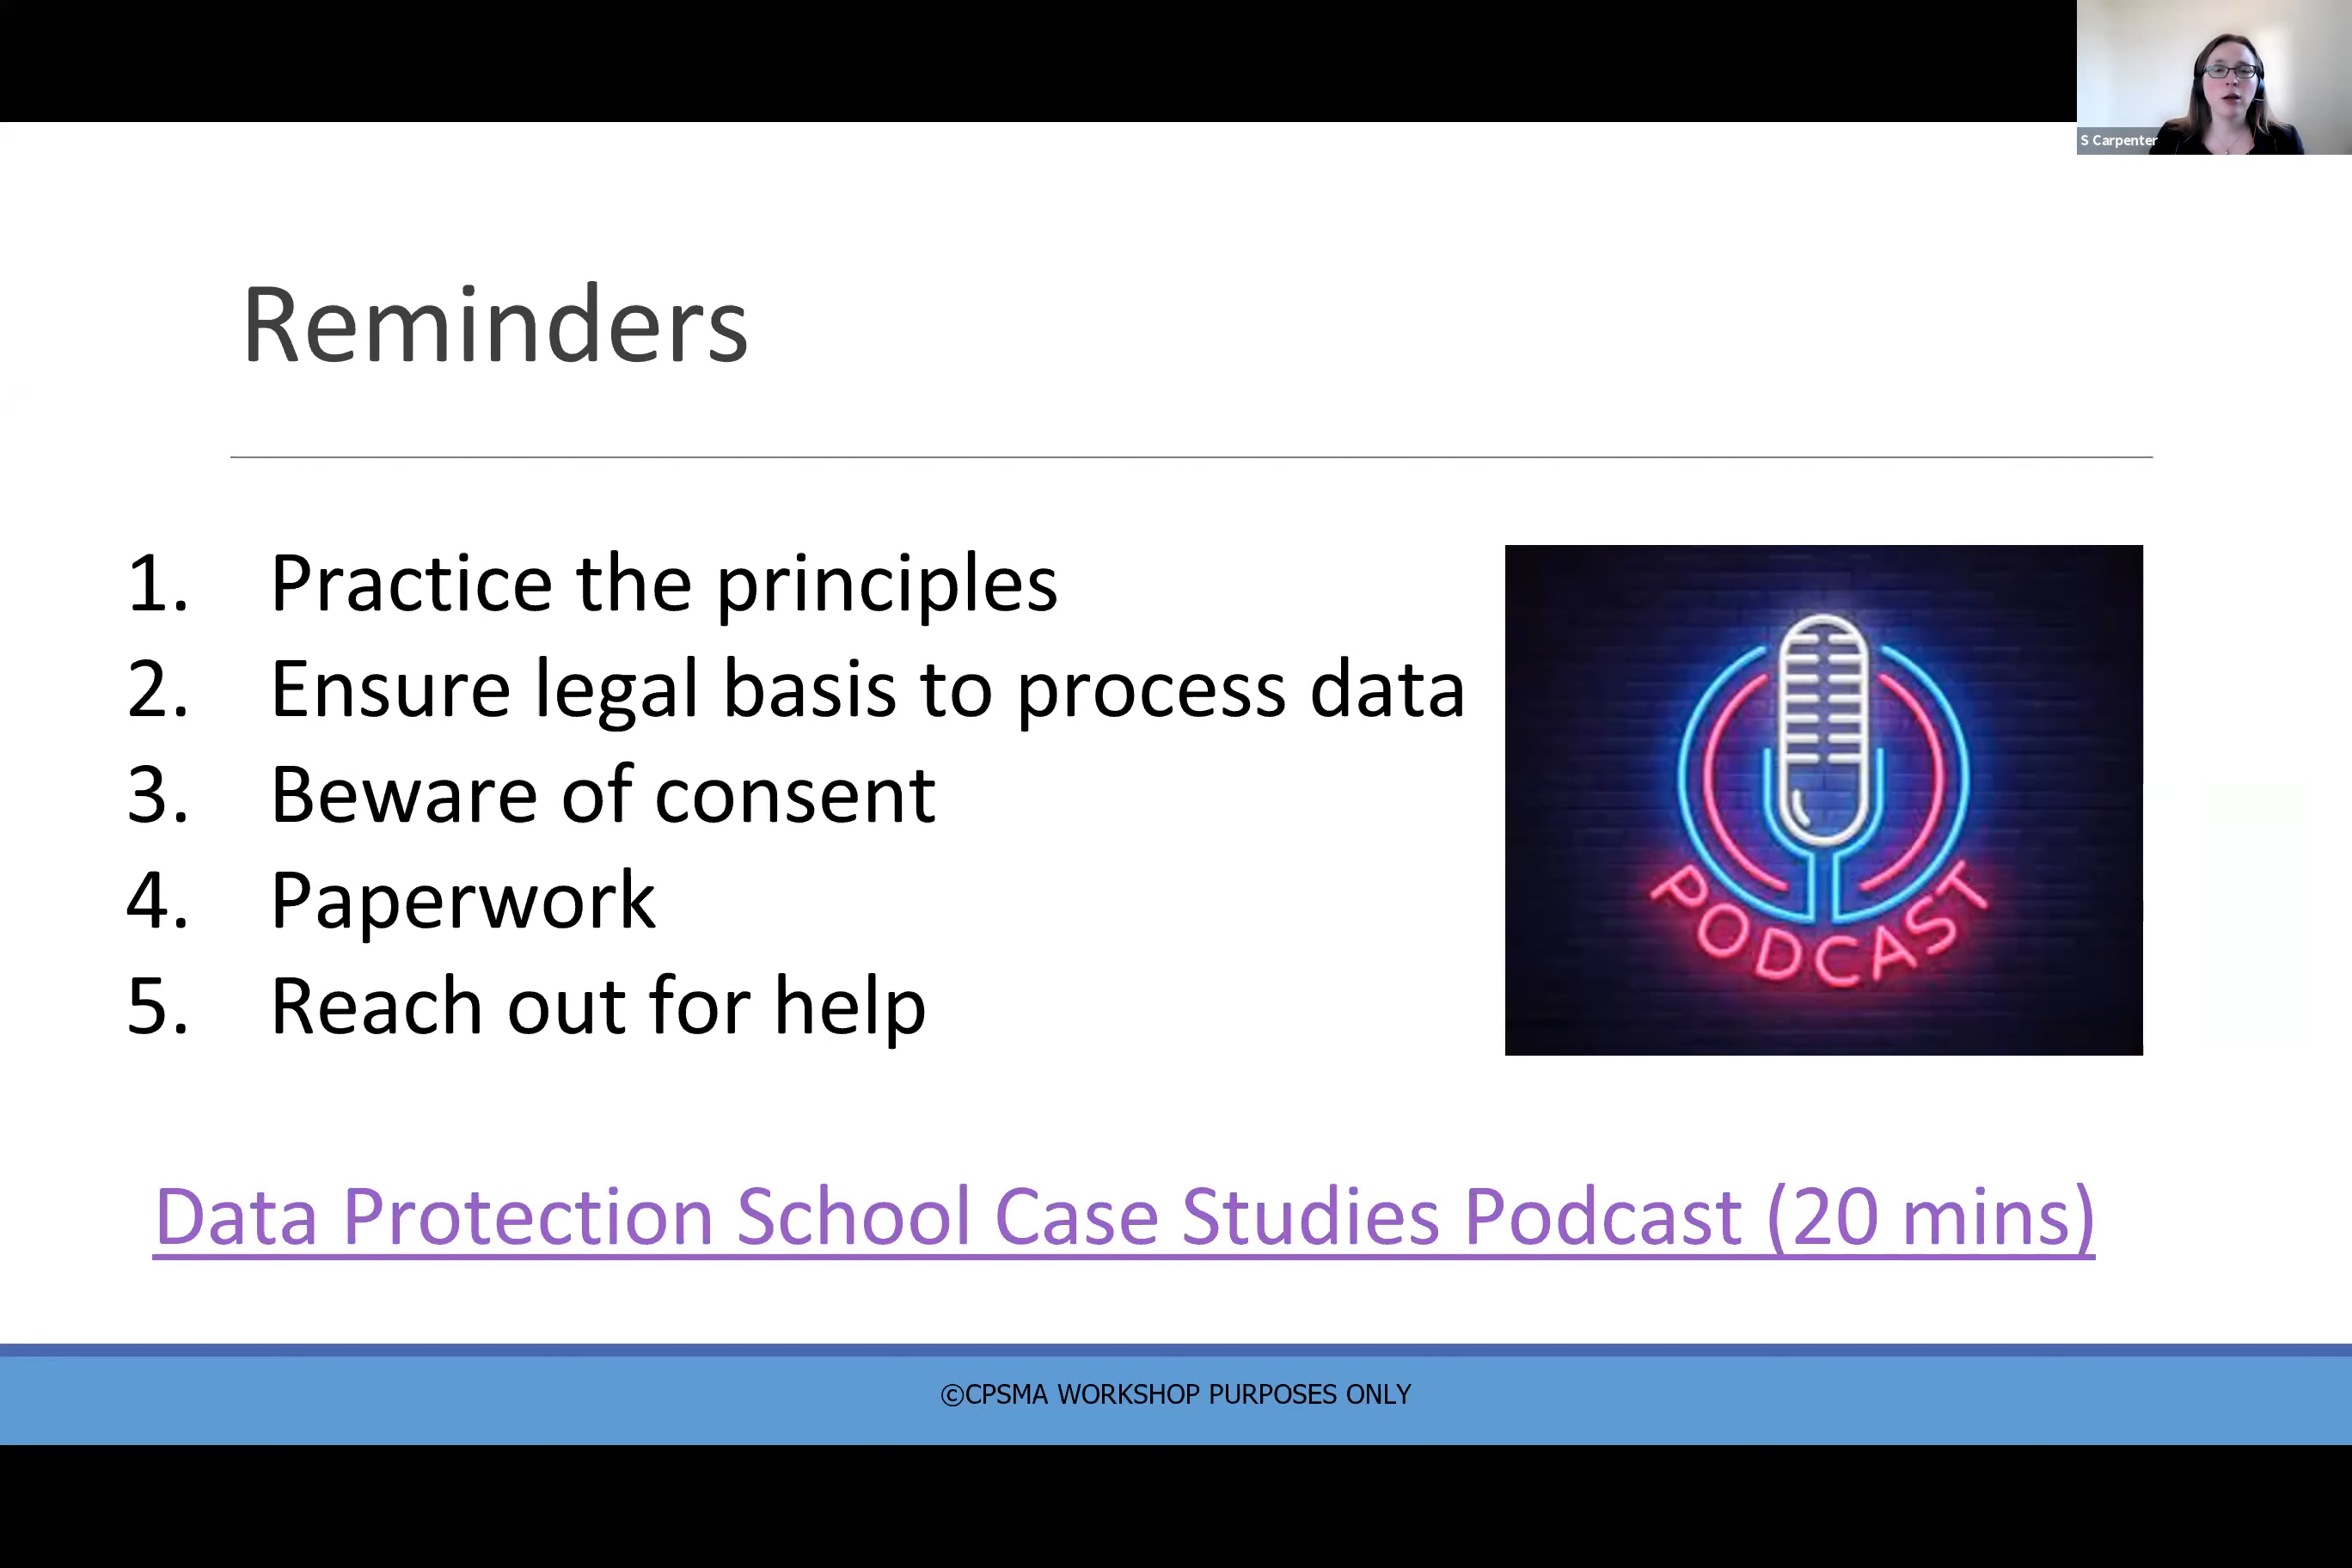 S Carpenter
Reminders
1. Practice the principles
2. Ensure legal basis to process data
3. Beware of consent
4. Paperwork
5. Reach out for help
PODCAST
Data Protection School Case Studies Podcast (20 mins)
©CPSMA WORKSHOP PURPOSES ONLY